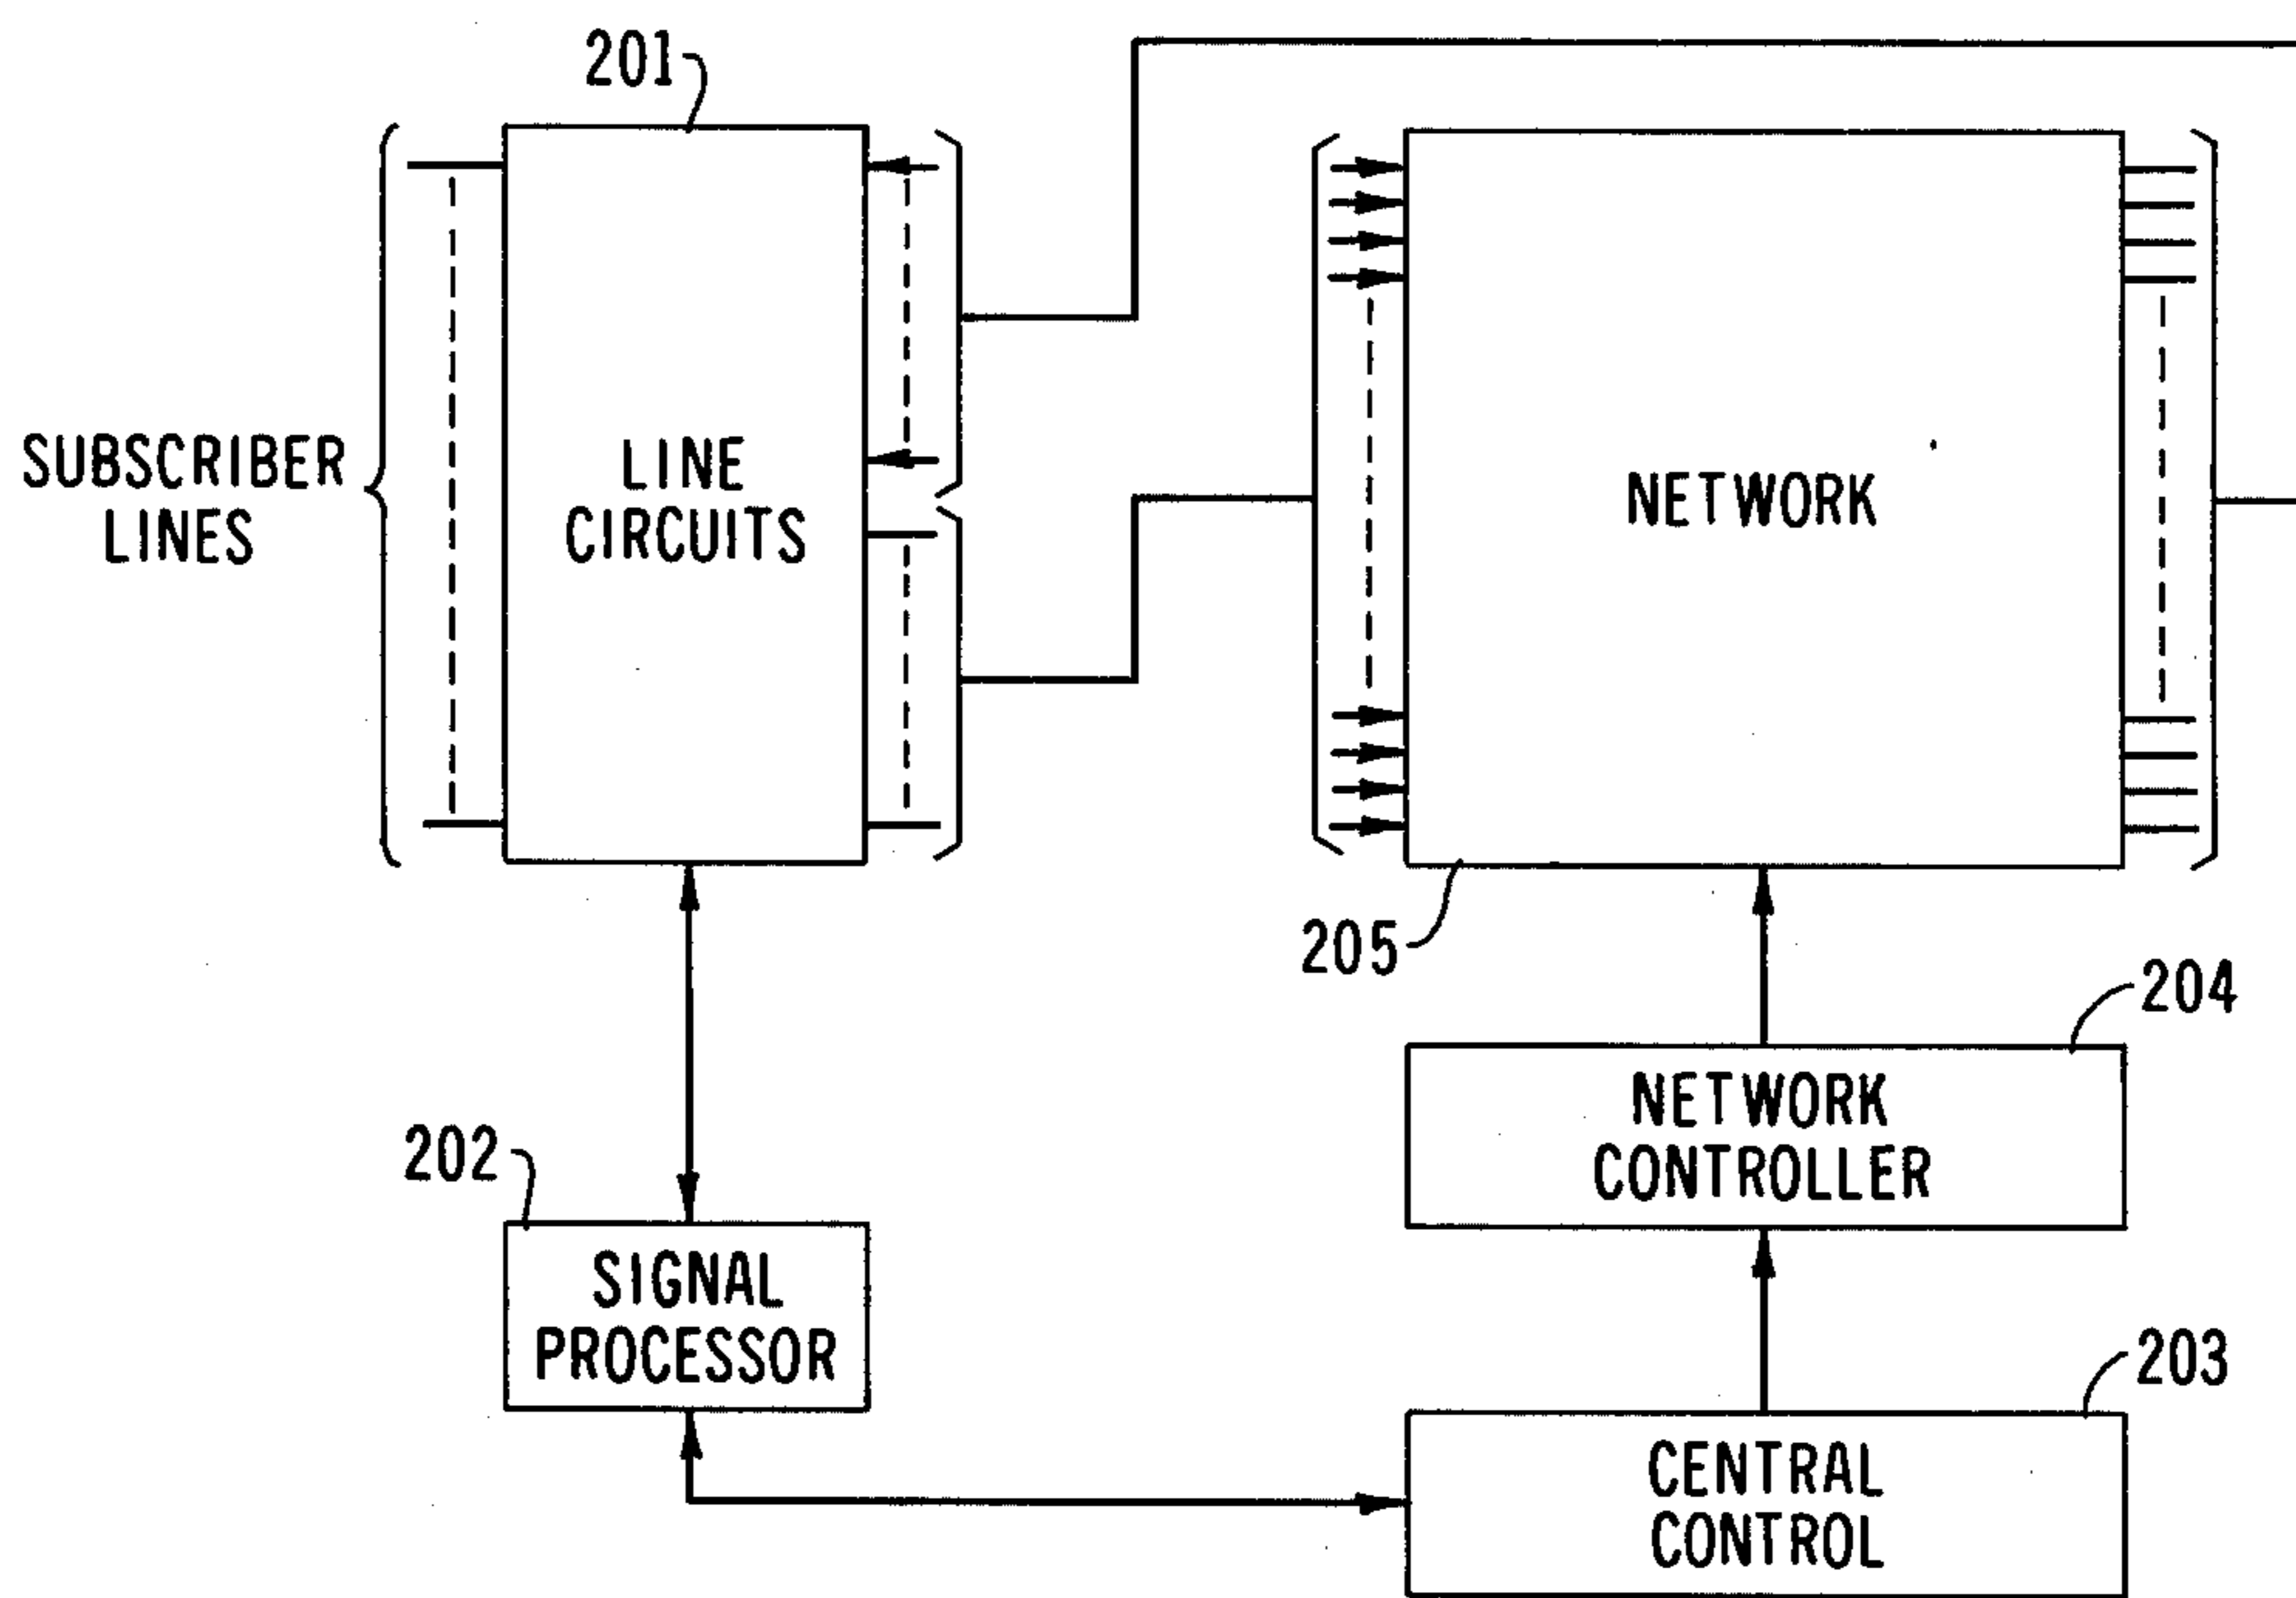 201
SUBSCRIBER
LINES
LINE
CIRCUITS
NETWORK
205
204
NETWORK
CONTROLLER
202
SIGNAL
PROCESSOR
203
CENTRAL
CONTROL